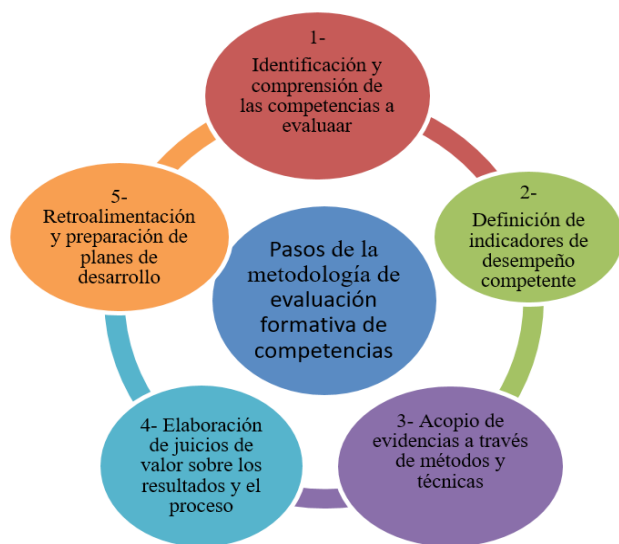 1-
Identificación y
comprensión de
las competencias a
evaluaar
2-
Definición de
indicadores de
desempeño
competente
3- Acopio de
evidencias a través
de métodos y
técnicas
4- Elaboración
de juicios de
valor sobre los
resultados y el
proceso
5-
Retroalimentación
y preparación de
planes de
desarrollo
Pasos de la
metodología de
evaluación
formativa de
competencias